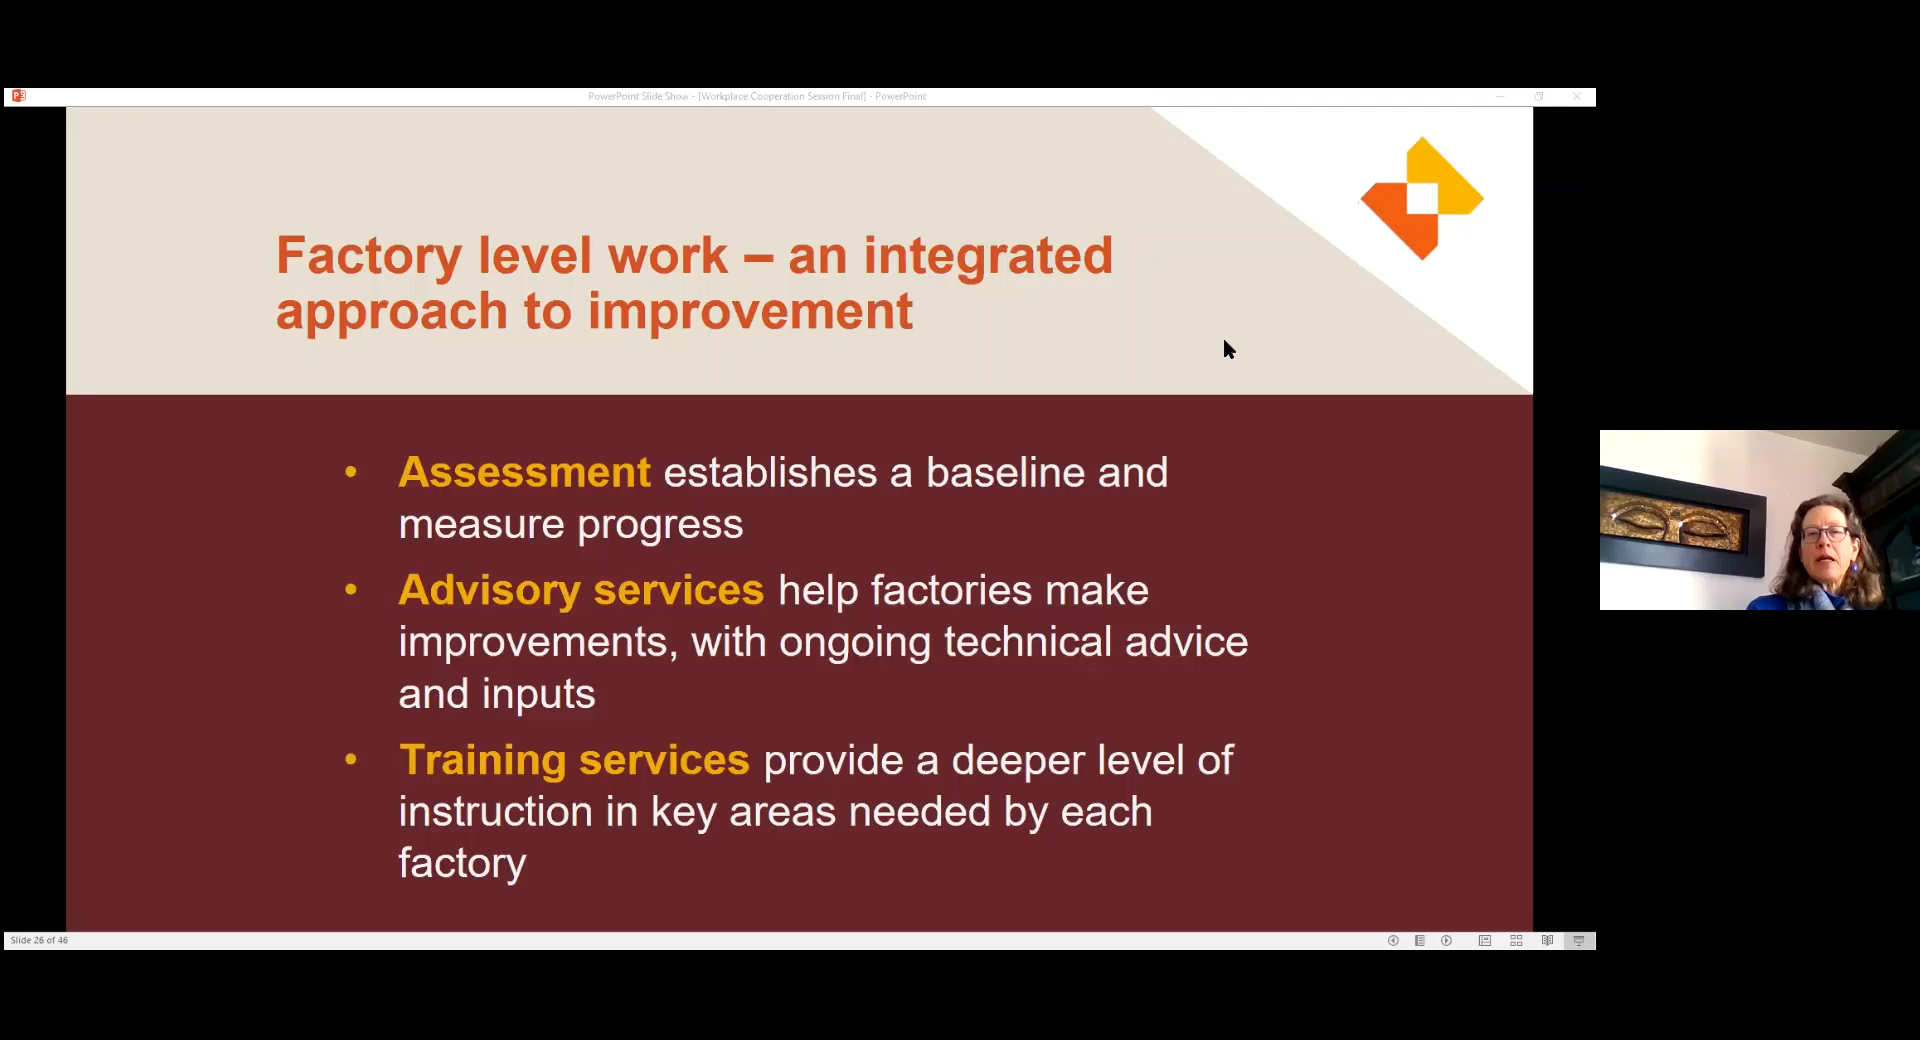 PowerPoint Slide Show - [Workplace Cooperation Session Final] - PowerPoint
Factory level work – an integrated
approach to improvement
• Assessment establishes a baseline and
measure progress
• Advisory services help factories make
improvements, with ongoing technical advice
and inputs
• Training services provide a deeper level of
instruction in key areas needed by each
factory
Slide 26 of 46